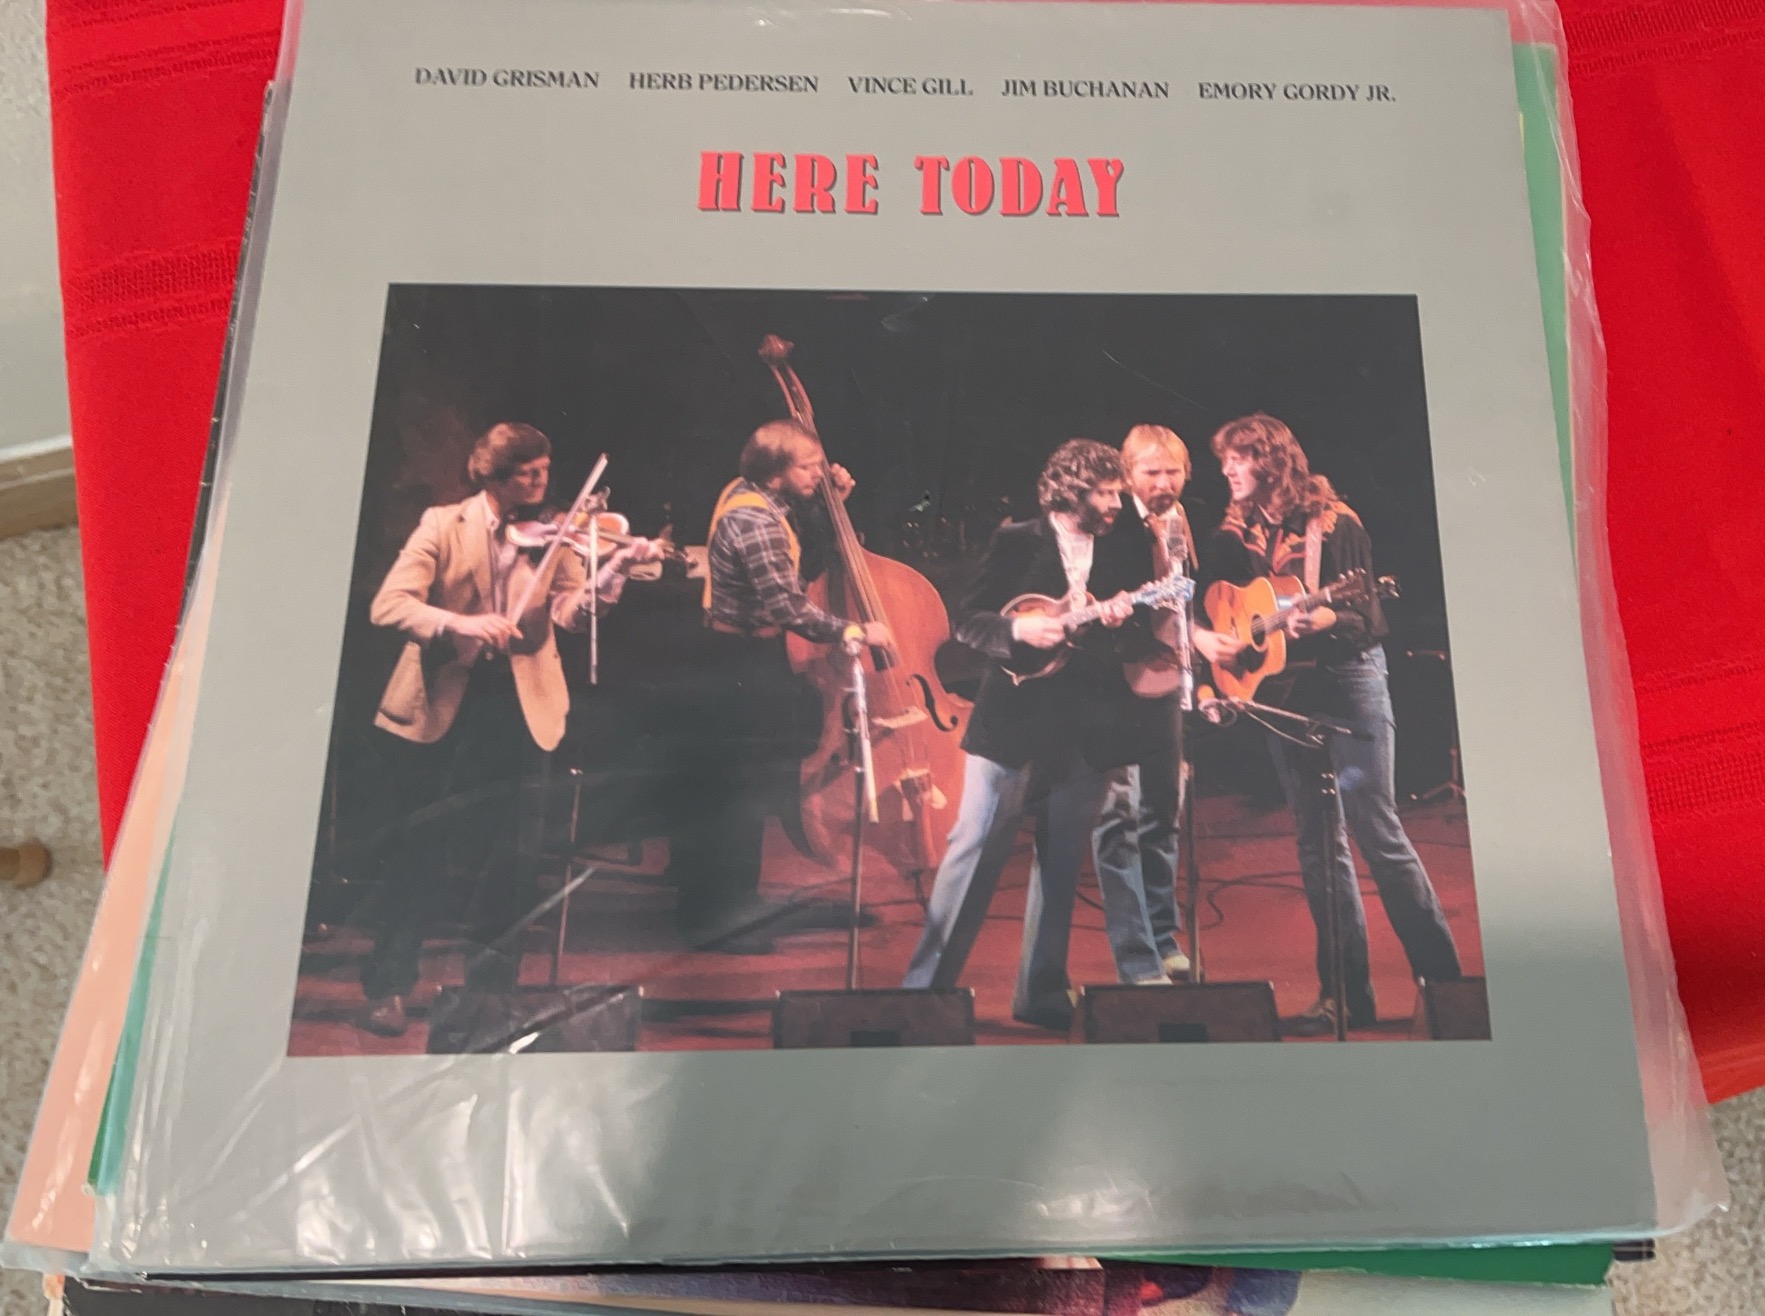 DAVID GRISMAN HERB PEDERSEN VINCE GILL JIM BUCHANAN EMORY GORDY JR.
HERE TODAY